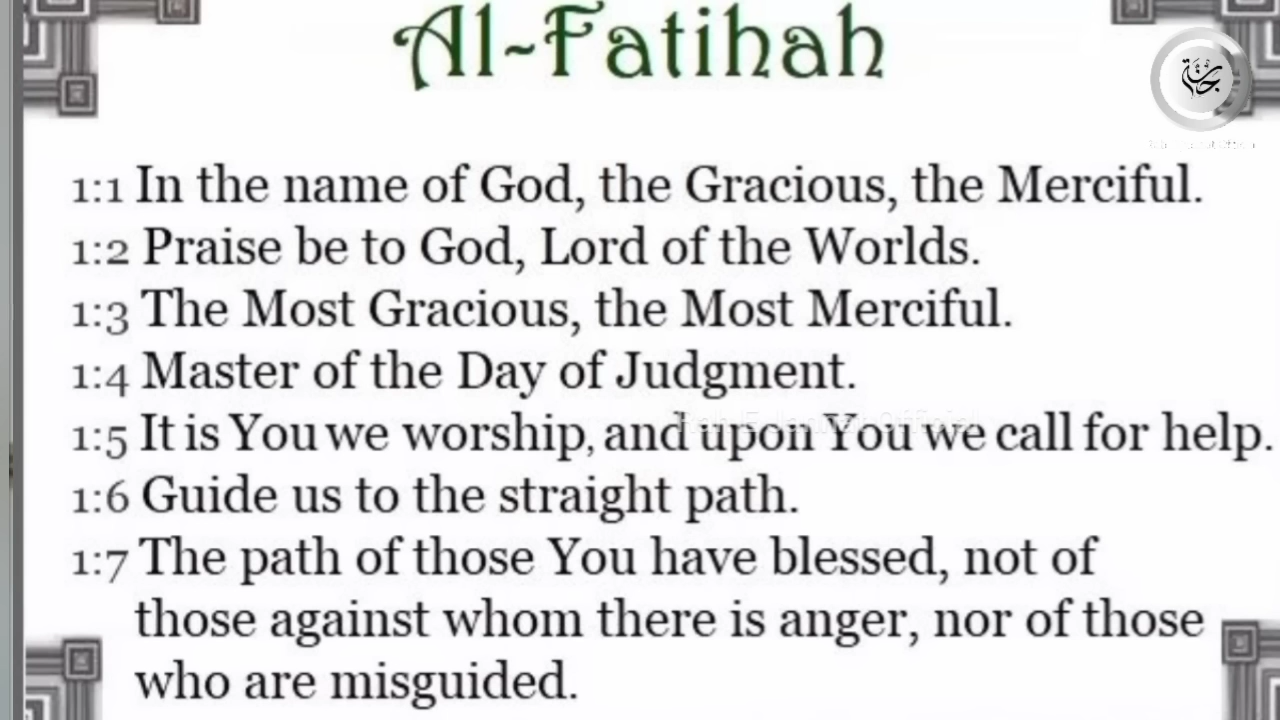 Al-Fatihah
1:1 In the name of God, the Gracious, the Merciful.
1:2 Praise be to God, Lord of the Worlds.
1:3 The Most Gracious, the Most Merciful.
1:4 Master of the Day of Judgment.
1:5 It is You we worship, and upon You we call for help.
1:6 Guide us to the straight path.
1:7 The path of those You have blessed, not of
those against whom there is anger, nor of those
who are misguided.